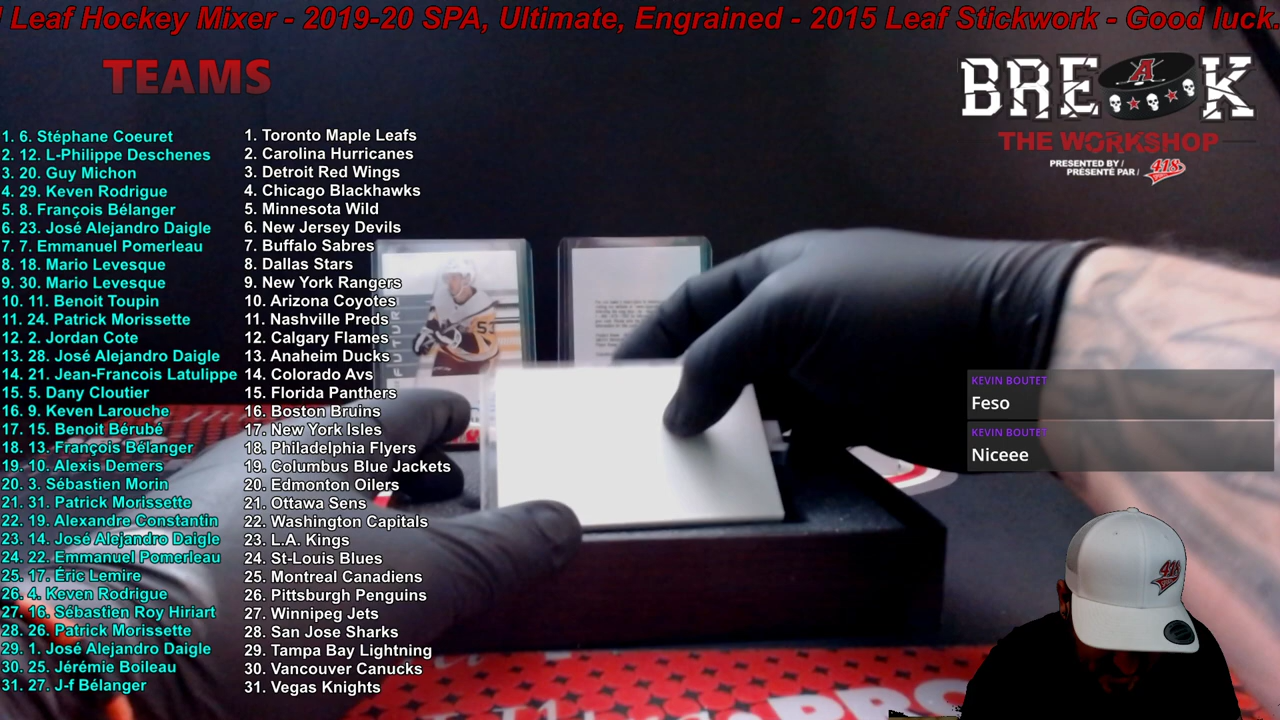 Leaf Hockey Mixer - 2019-20 SPA, Ultimate, Engrained - 2015 Leaf Stickwork - Good luck
BREAK
THE WORKSHOP
PRESENTED BY /
PRÉSENTÉ PAR /
418
TEAMS
1. 6. Stéphane Coeuret
2. 12. L-Philippe Deschenes
3. 20. Guy Michon
4. 29. Keven Rodrigue
5. 8. François Bélanger
6. 23. José Alejandro Daigle
7. 7. Emmanuel Pomerleau
8. 18. Mario Levesque
9. 30. Mario Levesque
10. 11. Benoit Toupin
11. 24. Patrick Morissette
12. 2. Jordan Cote
13. 28. José Alejandro Daigle
14. 21. Jean-Francois Latulippe
15. 5. Dany Cloutier
16. 9. Keven Larouche
17. 15. Benoit Bérubé
18. 13. François Bélanger
19. 10. Alexis Demers
20. 3. Sébastien Morin
21. 31. Patrick Morissette
22. 19. Alexandre Constantin
23. 14. José Alejandro Daigle
24. 22. Emmanuel Pomerleau
25. 17. Éric Lemire
26. 4. Keven Rodrigue
27. 16. Sébastien Roy Hiriart
28. 26. Patrick Morissette
29. 1. José Alejandro Daigle
30. 25. Jérémie Boileau
31. 27. J-f Bélanger
1. Toronto Maple Leafs
2. Carolina Hurricanes
3. Detroit Red Wings
4. Chicago Blackhawks
5. Minnesota Wild
6. New Jersey Devils
7. Buffalo Sabres
8. Dallas Stars
9. New York Rangers
10. Arizona Coyotes
11. Nashville Preds
12. Calgary Flames
13. Anaheim Ducks
14. Colorado Avs
15. Florida Panthers
16. Boston Bruins
17. New York Isles
18. Philadelphia Flyers
19. Columbus Blue Jackets
20. Edmonton Oilers
21. Ottawa Sens
22. Washington Capitals
23. L.A. Kings
24. St-Louis Blues
25. Montreal Canadiens
26. Pittsburgh Penguins
27. Winnipeg Jets
28. San Jose Sharks
29. Tampa Bay Lightning
30. Vancouver Canucks
31. Vegas Knights
KEVIN BOUTET
Feso
KEVIN BOUTET
Niceee
418